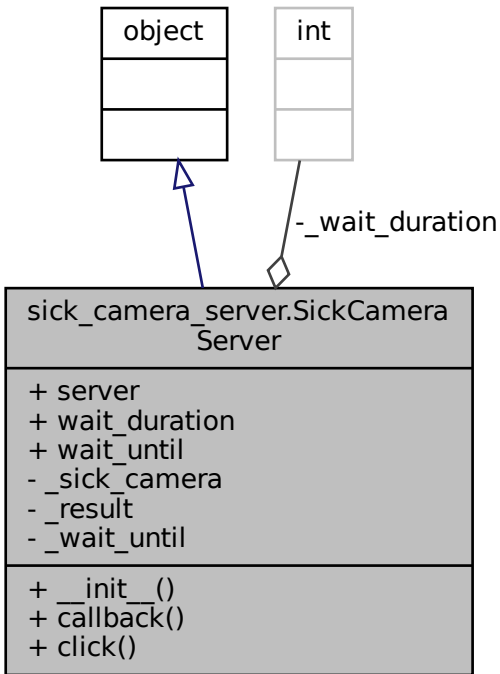 object
int
-_wait_duration
sick_camera_server.SickCamera
Server
+ server
+ wait_duration
+ wait_until
- _sick_camera
- _result
- _wait_until
+ __init__()
+ callback()
+ click()